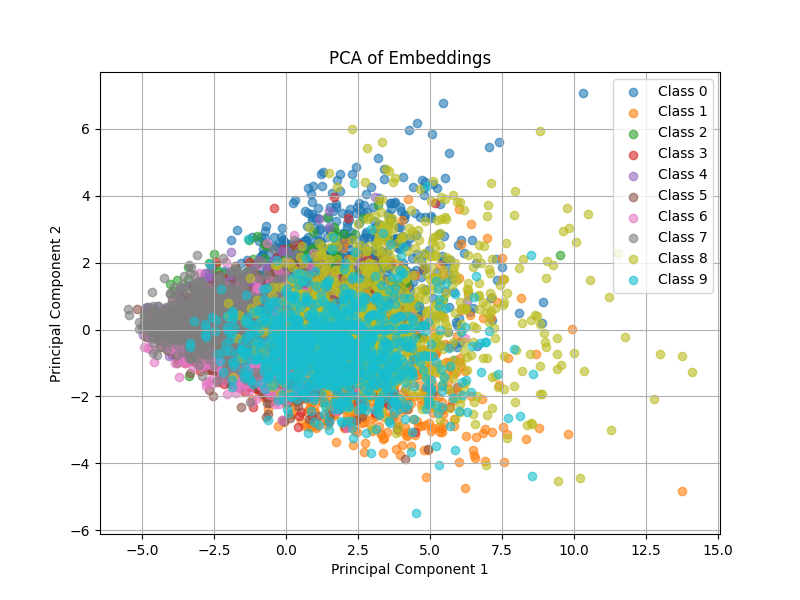 PCA of Embeddings
Class 0
Class 1
Class 2
Class 3
Class 4
Class 5
Class 6
Class 7
Class 8
Class 9
Principal Component 2
6
4
2
0
−2
−4
−6
−5.0 −2.5 0.0 2.5 5.0 7.5 10.0 12.5 15.0
Principal Component 1